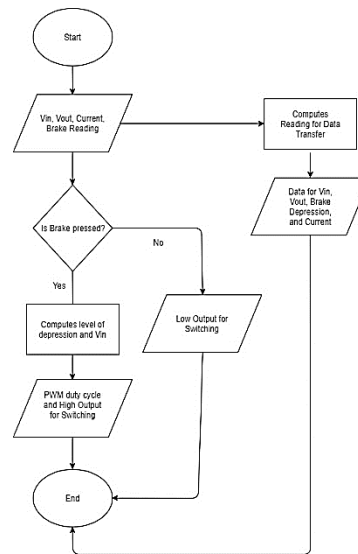 Start
Vin, Vout, Current,
Brake Reading
Computes
Reading for Data
Transfer
Data for Vin,
Vout, Brake
Depression,
and Current
Is Brake pressed?
No
Yes
Computes level of
depression and Vin
Low Output for
Switching
PWM duty cycle
and High Output
for Switching
End